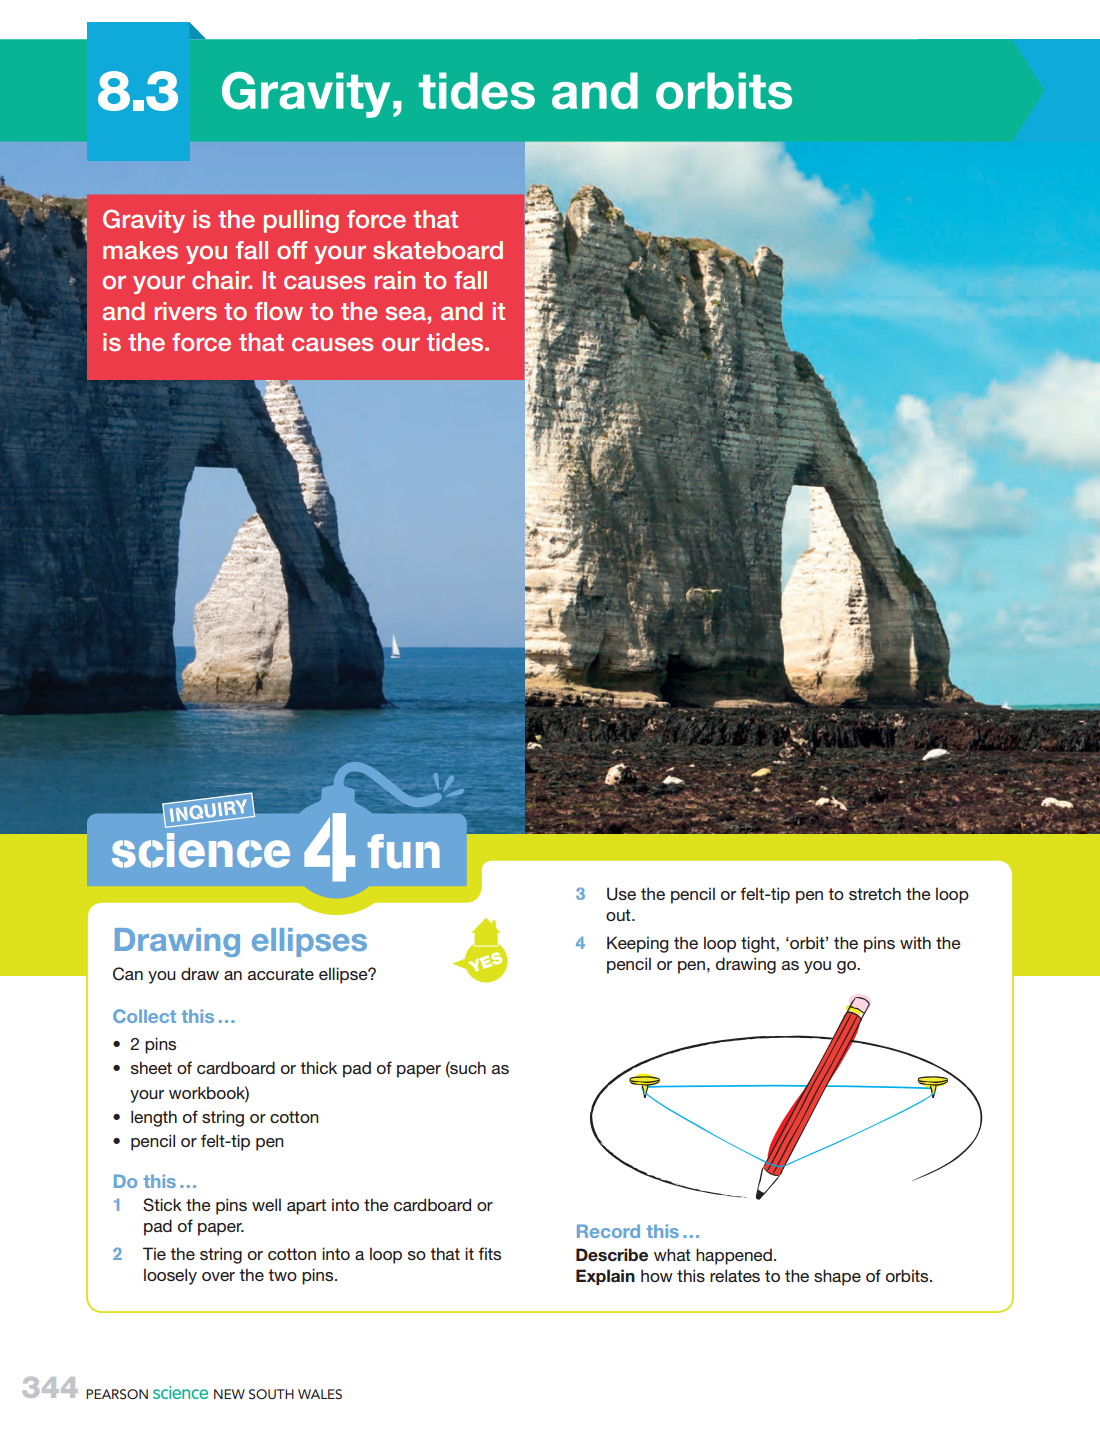 8.3 Gravity, tides and orbits
Gravity is the pulling force that
makes you fall off your skateboard
or your chair. It causes rain to fall
and rivers to flow to the sea, and it
is the force that causes our tides.
INQUIRY
science 4 fun
Drawing ellipses
YES
Can you draw an accurate ellipse?
Collect this ...
• 2 pins
• sheet of cardboard or thick pad of paper (such as
your workbook)
• length of string or cotton
• pencil or felt-tip pen
Do this ...
1 Stick the pins well apart into the cardboard or
pad of paper.
2 Tie the string or cotton into a loop so that it fits
loosely over the two pins.
3 Use the pencil or felt-tip pen to stretch the loop
out.
4 Keeping the loop tight, ‘orbit’ the pins with the
pencil or pen, drawing as you go.
Record this ...
Describe what happened.
Explain how this relates to the shape of orbits.
344 PEARSON science NEW SOUTH WALES